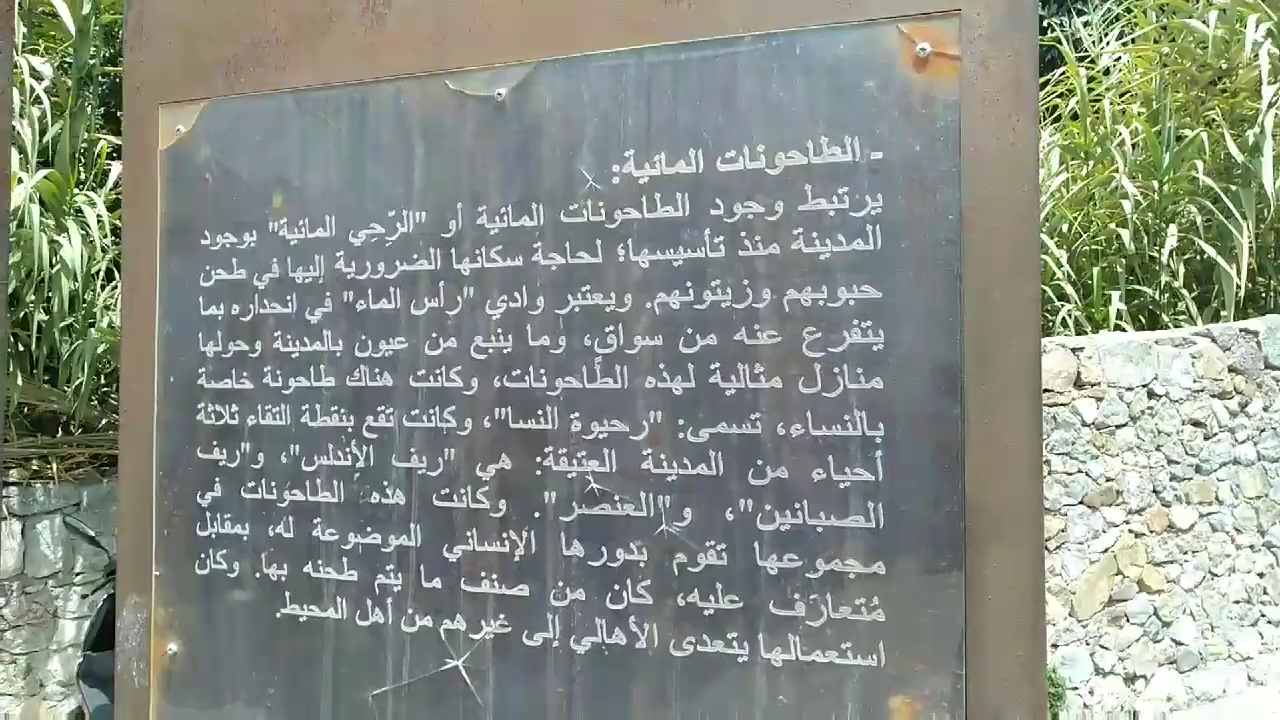 - الطاحونات المائية:
يرتبط وجود الطاحونات المائية أو "الرِّحِي المائية" بوجود
المدينة منذ تأسيسها؛ لحاجة سكانها الضرورية إليها في طحن
حبوبهم وزيتونهم. ويعتبر وادي "رأس الماء" في انحداره بما
يتفرع عنه من سواقٍ، وما ينبع من عيون بالمدينة وحولها
منازل مثالية لهذه الطاحونات، وكانت هناك طاحونة خاصة
بالنساء، تسمى: "رحيوة النسا"، وكانت تقع بنقطة التقاء ثلاثة
أحياء من المدينة العتيقة: هي "ريف الأندلس"، و"ريف
الصبانين"، و"العنصر". وكانت هذه الطاحونات في
مجموعها تقوم بدورها الإنساني الموضوعة له، بمقابل
مُتعارَف عليه، كان من صنف ما يتم طحنه بها. وكان
استعمالها يتعدى الأهالي إلى غيرهم من أهل المحيط.